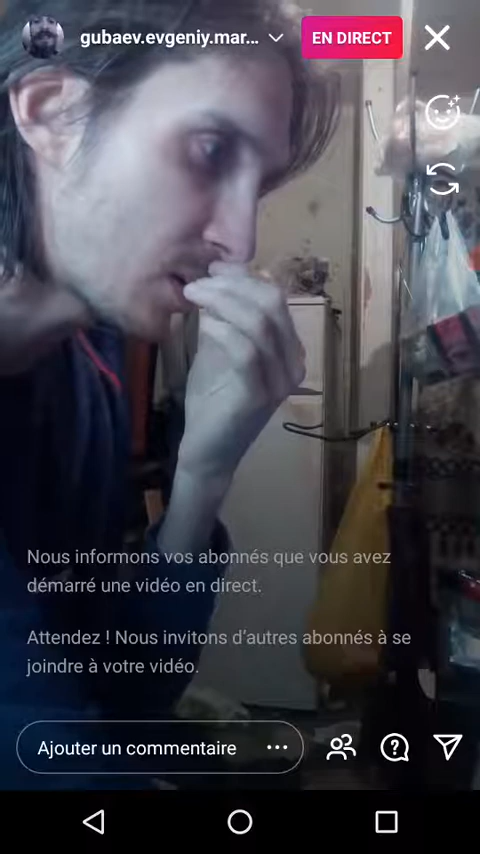 gubaev.evgeniy.mar...
EN DIRECT
Nous informons vos abonnés que vous avez
démarré une vidéo en direct.
Attendez ! Nous invitons d'autres abonnés à se
joindre à votre vidéo.
Ajouter un commentaire